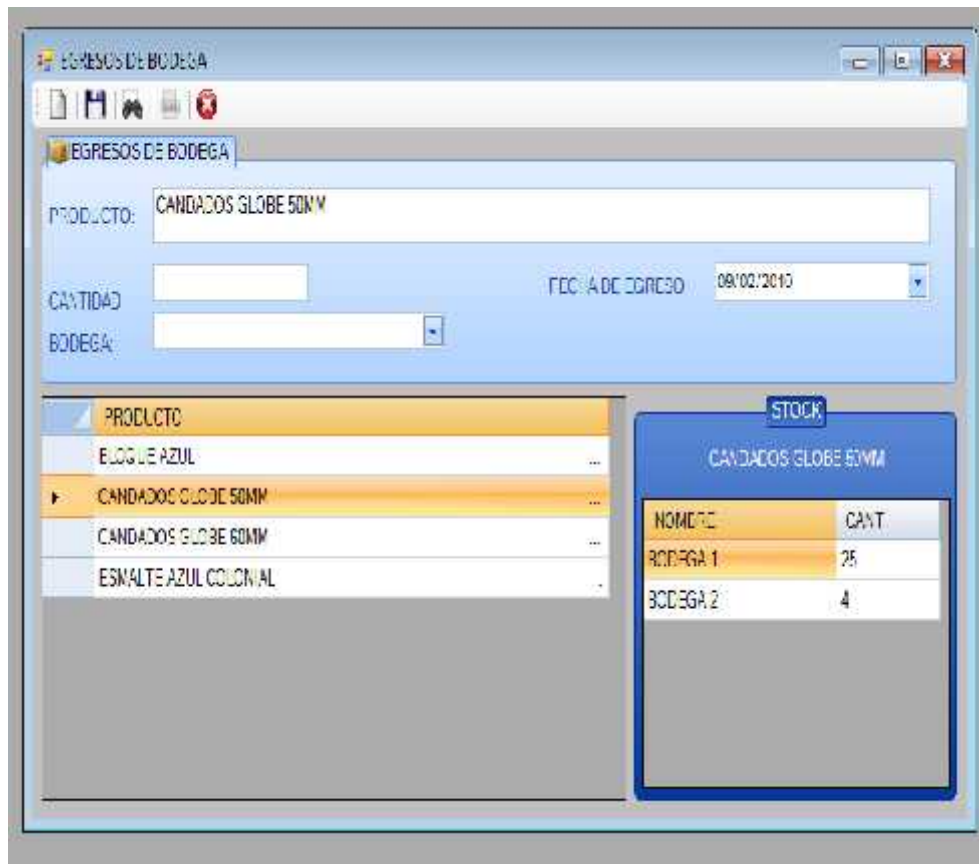 EGRESOS DE BODEGA
EGRESOS DE BODEGA
PRODUCTO: CANDADOS GLOBE 50MM
CANTIDAD
FECHA DE EGRESO 09/02/2010
BODEGA:
PRODUCTO
BLOQUE AZUL ...
CANDADOS GLOBE 50MM ...
CANDADOS GLOBE 60MM ...
ESMALTE AZUL COLONIAL .
STOCK
CANDADOS GLOBE 50MM
NOMBRE CANT
BODEGA 1 25
BODEGA 2 4